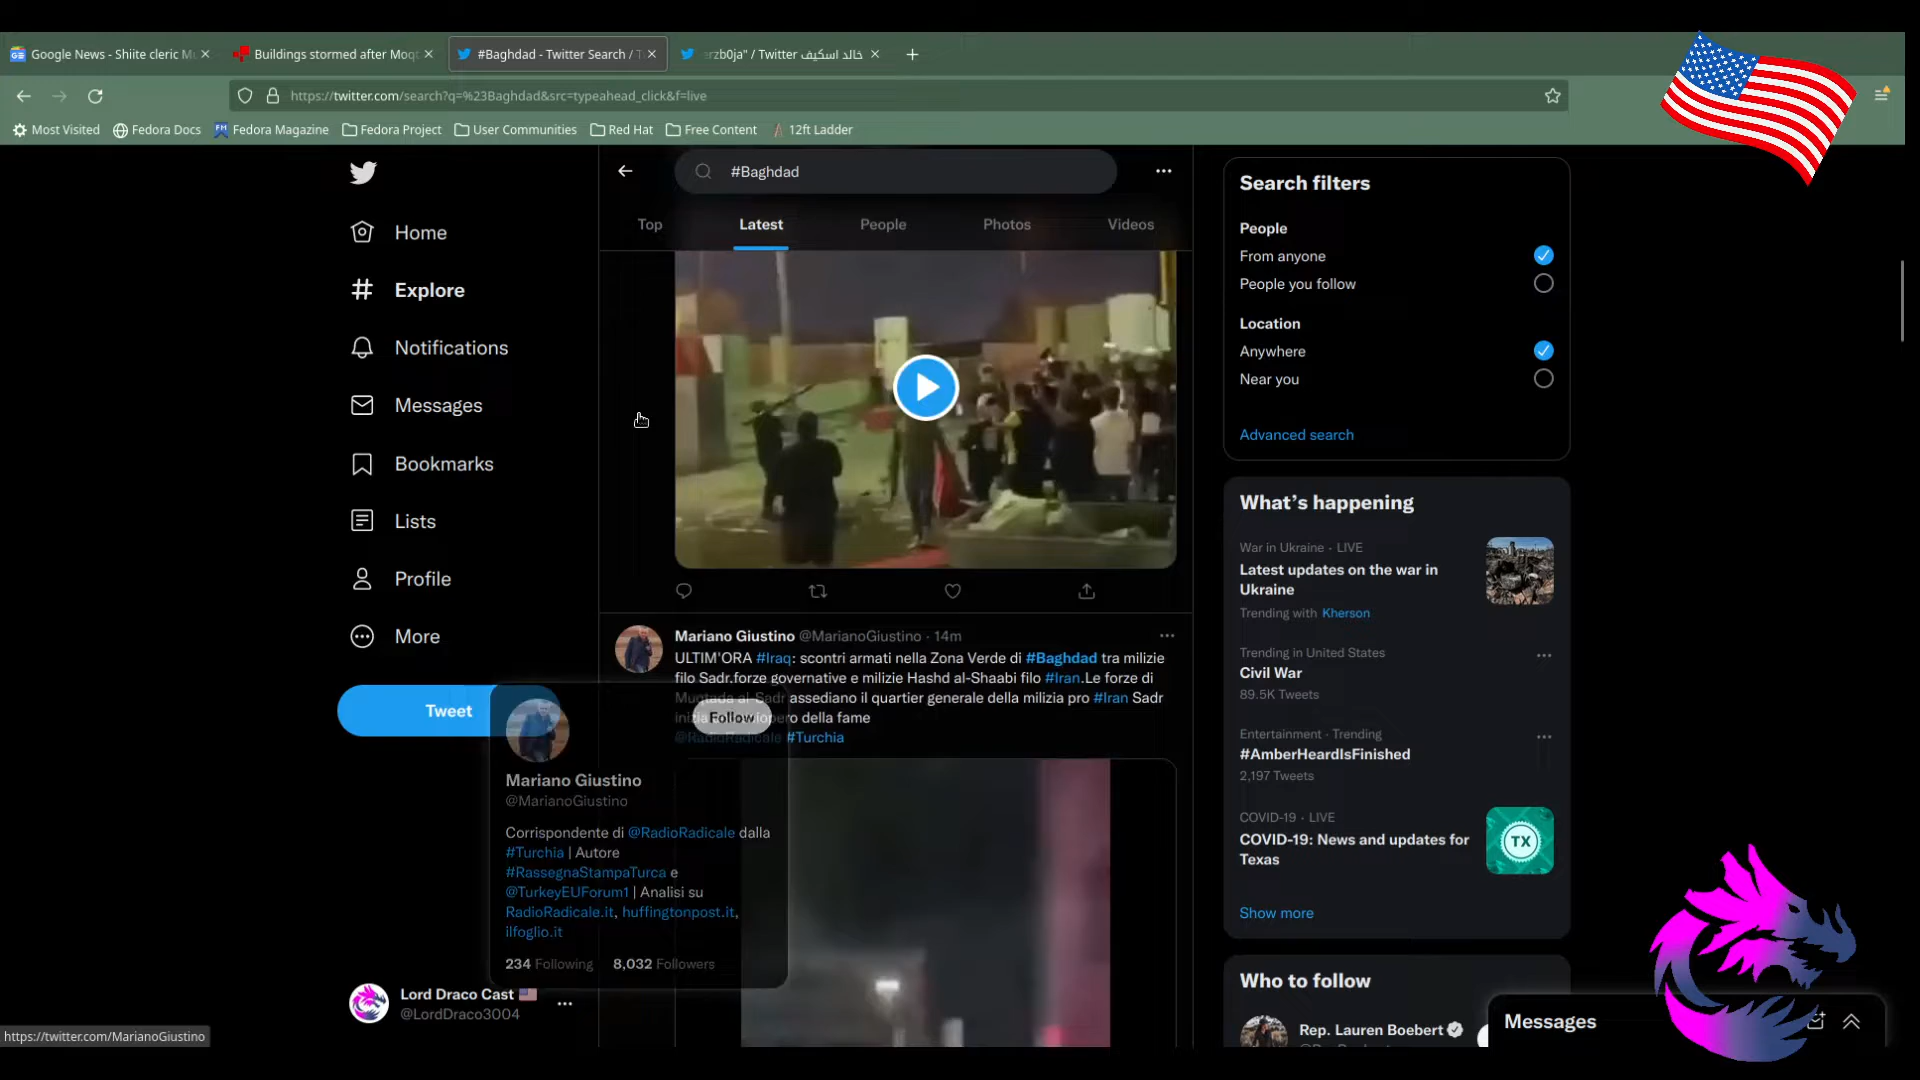 Google News - Shiite cleric
Buildings stormed after Moqt
#Baghdad - Twitter Search / T
erzb0ja" / Twitter خالد اسكيف
https://twitter.com/search?q=%23Baghdad&src=typeahead_click&f=live
Most Visited
Fedora Docs
Fedora Magazine
Fedora Project
User Communities
Red Hat
Free Content
12ft Ladder
#Baghdad
Top
Latest
People
Photos
Videos
Home
Explore
Notifications
Messages
Bookmarks
Lists
Profile
More
Tweet
Mariano Giustino @MarianoGiustino · 14m
ULTIM'ORA #Iraq: scontri armati nella Zona Verde di #Baghdad tra milizie
filo Sadr.forze governative e milizie Hashd al-Shaabi filo #Iran.Le forze di
Muqtada al-Sadr assediano il quartier generale della milizia pro #Iran Sadr
inizia opero della fame
@RadioRadicale #Turchia
Follow
Mariano Giustino
@MarianoGiustino
Corrispondente di @RadioRadicale dalla
#Turchia | Autore
#RassegnaStampaTurca e
@TurkeyEUForum1 | Analisi su
RadioRadicale.it, huffingtonpost.it,
ilfoglio.it
234 Following 8,032 Followers
Lord Draco Cast
@LordDraco3004
https://twitter.com/MarianoGiustino
Search filters
People
From anyone
People you follow
Location
Anywhere
Near you
Advanced search
What's happening
War in Ukraine · LIVE
Latest updates on the war in
Ukraine
Trending with Kherson
Trending in United States
Civil War
89.5K Tweets
Entertainment · Trending
#AmberHeardIsFinished
2,197 Tweets
COVID-19 · LIVE
COVID-19: News and updates for
Texas
TX
Show more
Who to follow
Rep. Lauren Boebert
Messages